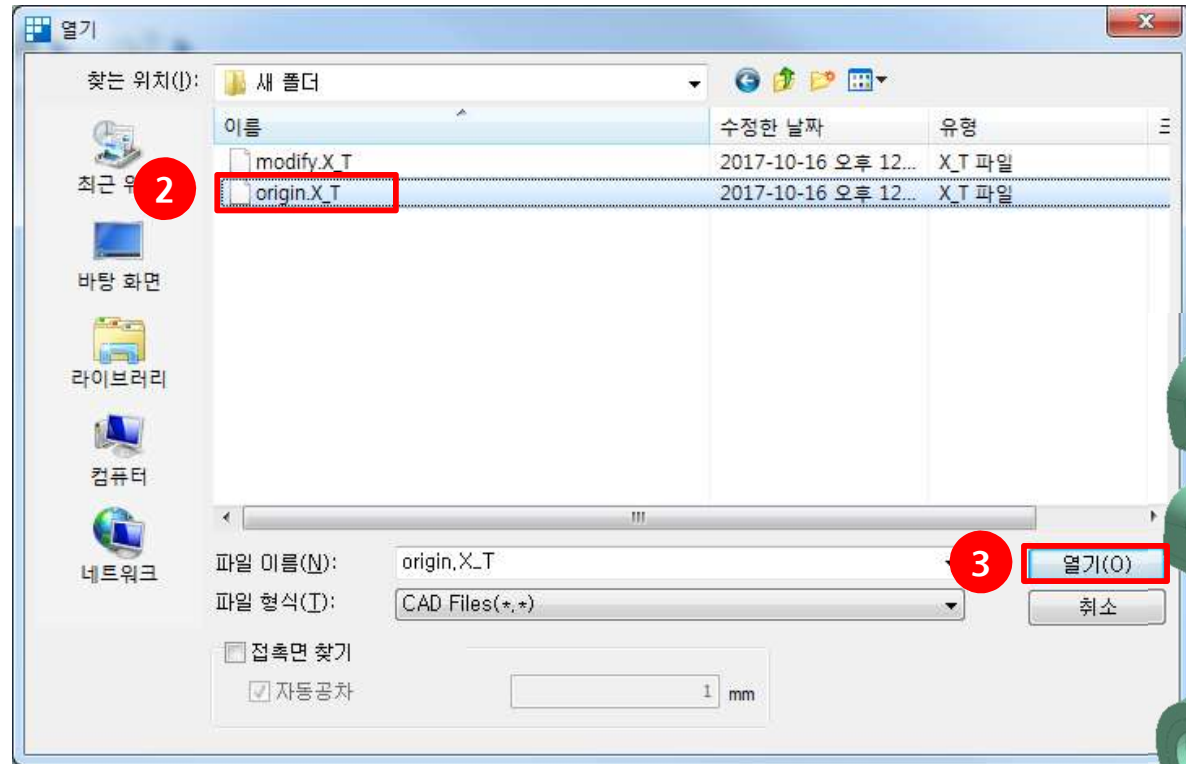 열기
찾는 위치(I): 새 폴더
이름 수정한 날짜 유형
modify.X_T 2017-10-16 오후 12... X_T 파일
2 origin.X_T 2017-10-16 오후 12... X_T 파일
최근
바탕 화면
라이브러리
컴퓨터
네트워크
파일 이름(N): origin.X_T 3 열기(O)
파일 형식(T): CAD Files(*.*) 취소
접촉면 찾기
자동공차 1 mm